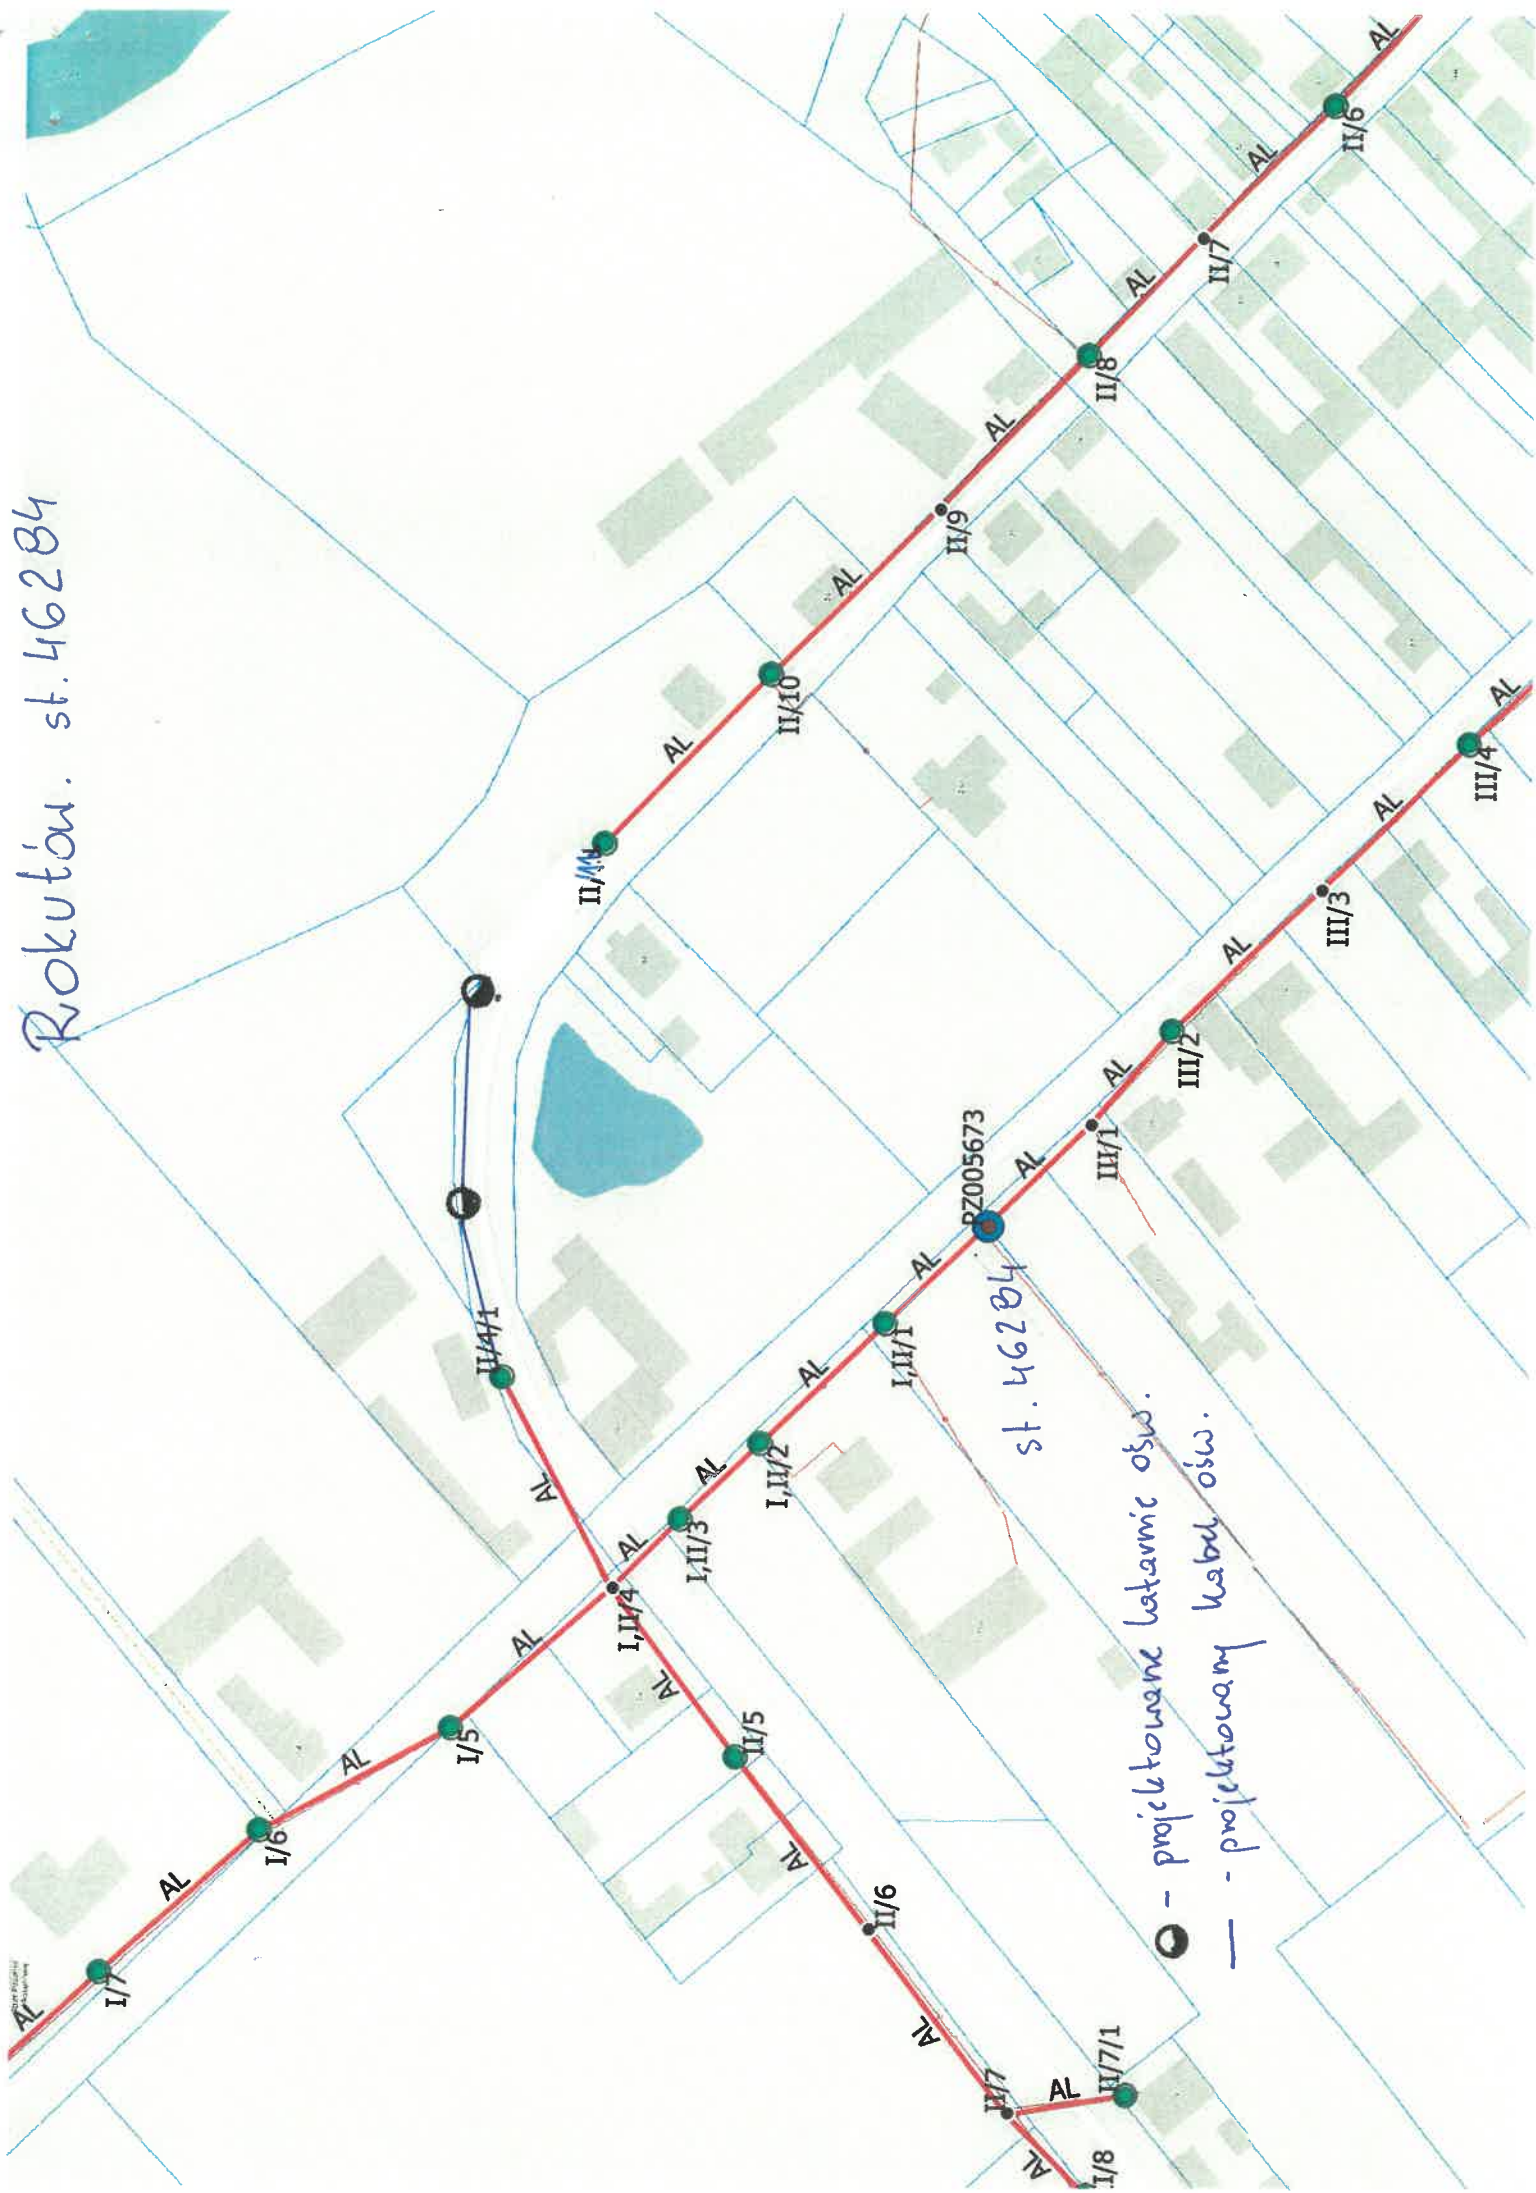 Rokutów. st. 46284
AL
I/7
AL
I/6
AL
I/5
AL
I,II/4
AL
II/4/1
AL
I,II/3
AL
I,II/2
AL
I,II/1
AL
PZ005673
st. 46284
AL
III/1
AL
III/2
AL
III/3
AL
III/4
AL
AL
II/5
AL
II/6
AL
II/7
AL
II/7/1
AL
I/8
II/
AL
II/10
AL
II/9
AL
II/8
AL
II/7
AL
II/6
AL
- projektowane latarnie ośw.
- projektowany kabel ośw.